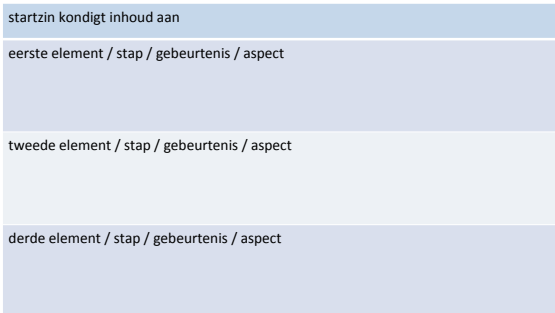 startzin kondigt inhoud aan
eerste element / stap / gebeurtenis / aspect
tweede element / stap / gebeurtenis / aspect
derde element / stap / gebeurtenis / aspect